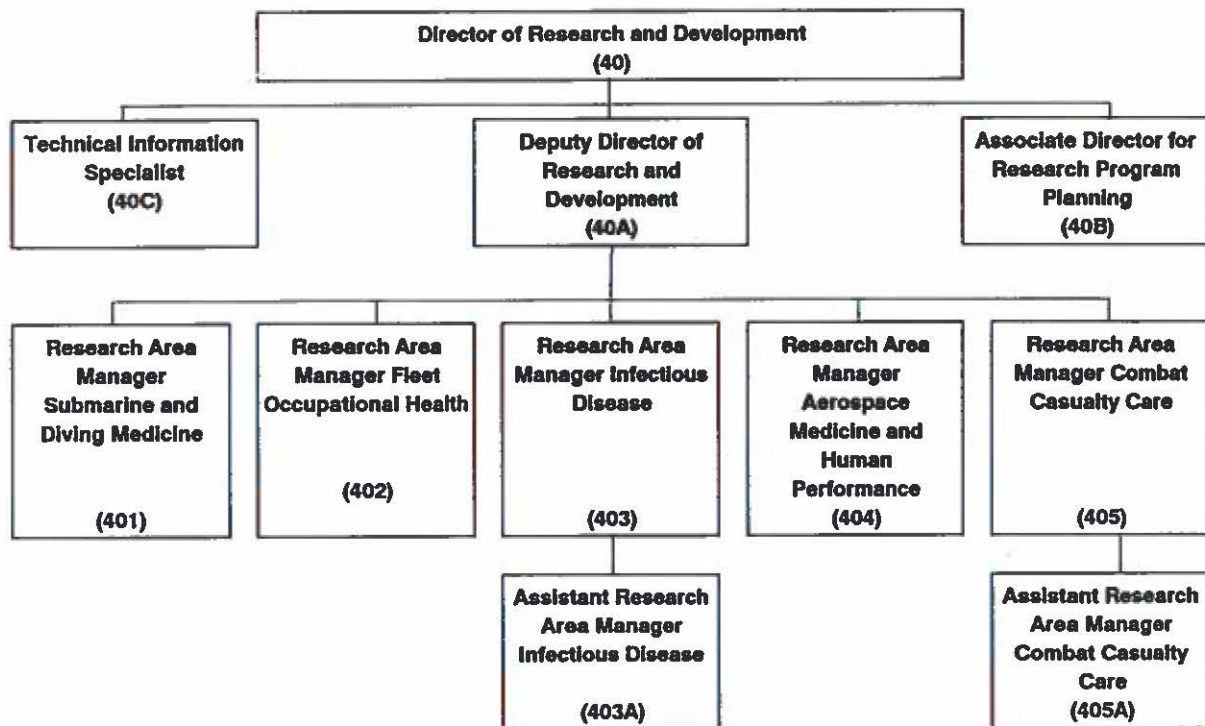 Director of Research and Development
(40)
Technical Information
Specialist
(40C)
Deputy Director of
Research and
Development
(40A)
Associate Director for
Research Program
Planning
(40B)
Research Area
Manager
Submarine and
Diving Medicine
(401)
Research Area
Manager Fleet
Occupational Health
(402)
Research Area
Manager Infectious
Disease
(403)
Research Area
Manager
Aerospace
Medicine and
Human
Performance
(404)
Research Area
Manager Combat
Casualty Care
(405)
Assistant Research
Area Manager
Infectious Disease
(403A)
Assistant Research
Area Manager
Combat Casualty
Care
(405A)